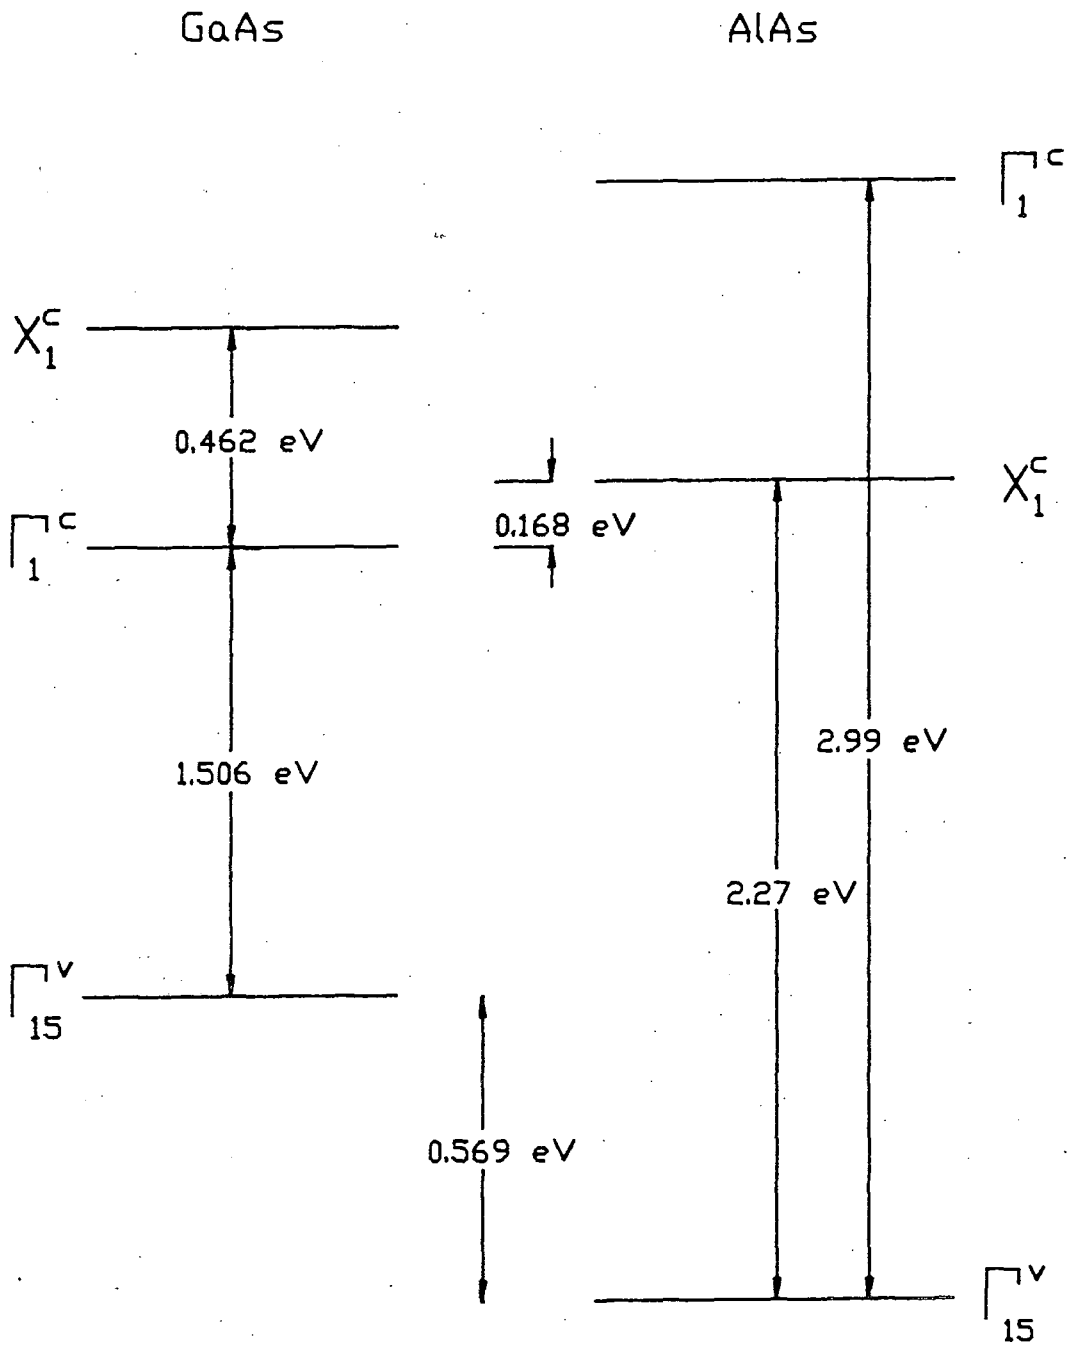 GaAs AlAs
Γ₁ᶜ
X₁ᶜ
0.462 eV
X₁ᶜ
Γ₁ᶜ
0.168 eV
2.99 eV
1.506 eV
2.27 eV
Γ₁₅ᵛ
0.569 eV
Γ₁₅ᵛ